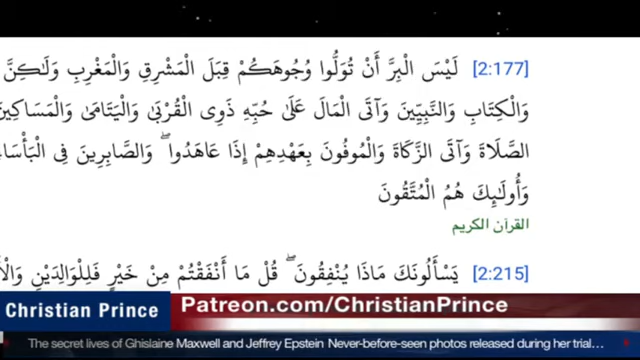 [2:177] لَيْسَ الْبِرَّ أَنْ تُوَلُّوا وُجُوهَكُمْ قِبَلَ الْمَشْرِقِ وَالْمَغْرِبِ وَلَٰكِنَّ
وَالْكِتَابِ وَالنَّبِيِّينَ وَآتَى الْمَالَ عَلَىٰ حُبِّهِ ذَوِي الْقُرْبَىٰ وَالْيَتَامَىٰ وَالْمَسَاكِينَ
الصَّلَاةَ وَآتَى الزَّكَاةَ وَالْمُوفُونَ بِعَهْدِهِمْ إِذَا عَاهَدُوا ۖ وَالصَّابِرِينَ فِي الْبَأْسَاءِ
وَأُولَٰئِكَ هُمُ الْمُتَّقُونَ
القرآن الكريم
[2:215] يَسْأَلُونَكَ مَاذَا يُنْفِقُونَ ۖ قُلْ مَا أَنْفَقْتُمْ مِنْ خَيْرٍ فَلِلْوَالِدَيْنِ
Christian Prince
Patreon.com/ChristianPrince
The secret lives of Ghislaine Maxwell and Jeffrey Epstein Never-before-seen photos released during her trial...